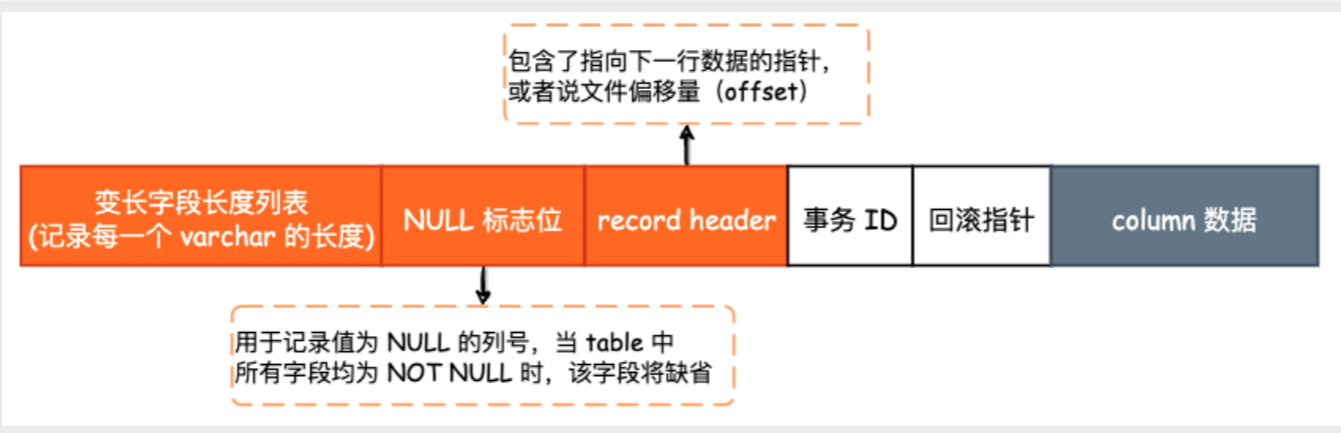 包含了指向下一行数据的指针，
或者说文件偏移量（offset）
变长字段长度列表
(记录每一个 varchar 的长度)
NULL 标志位
record header
事务 ID
回滚指针
column 数据
用于记录值为 NULL 的列号，当 table 中
所有字段均为 NOT NULL 时，该字段将缺省